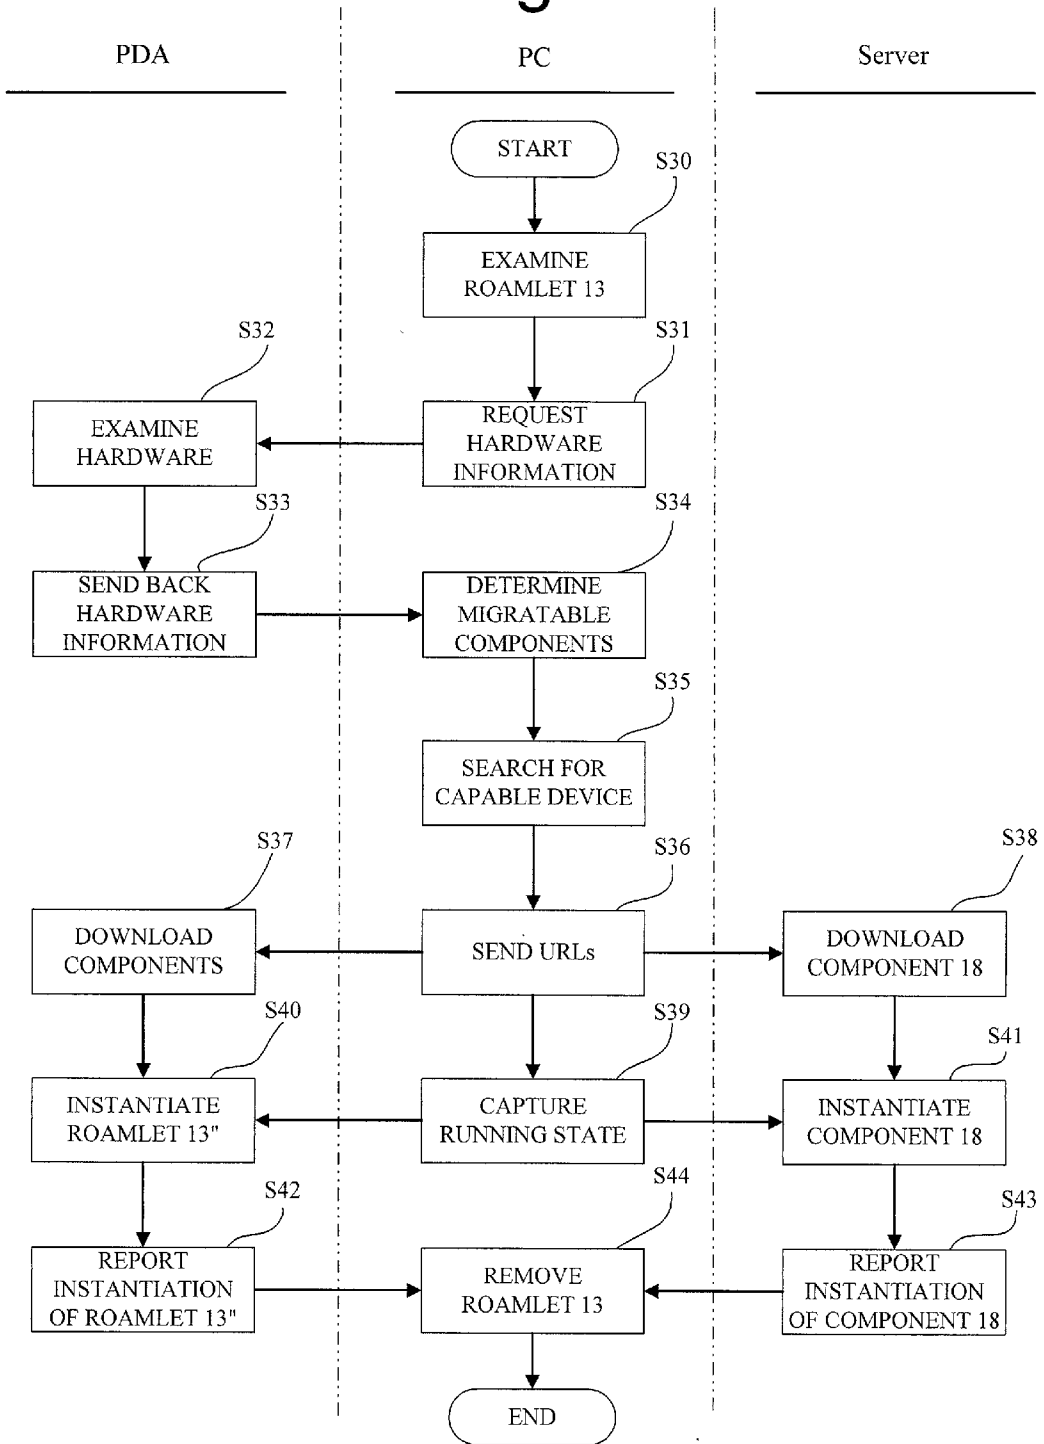 g
PDA
PC
Server
START
S30
EXAMINE
ROAMLET 13
S32
S31
EXAMINE
HARDWARE
REQUEST
HARDWARE
INFORMATION
S33
S34
SEND BACK
HARDWARE
INFORMATION
DETERMINE
MIGRATABLE
COMPONENTS
S35
SEARCH FOR
CAPABLE DEVICE
S37
S36
S38
DOWNLOAD
COMPONENTS
SEND URLs
DOWNLOAD
COMPONENT 18
S40
S39
S41
INSTANTIATE
ROAMLET 13"
CAPTURE
RUNNING STATE
INSTANTIATE
COMPONENT 18
S42
S44
S43
REPORT
INSTANTIATION
OF ROAMLET 13"
REMOVE
ROAMLET 13
REPORT
INSTANTIATION
OF COMPONENT 18
END